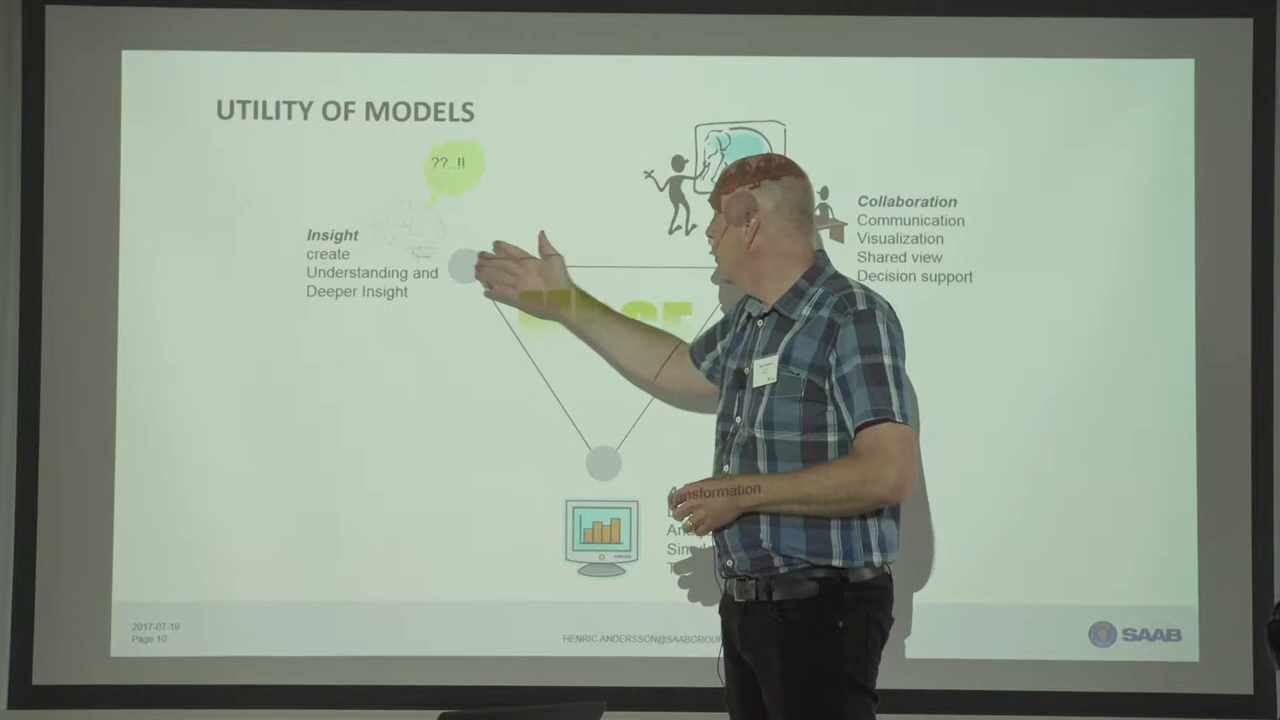 UTILITY OF MODELS
??..!!
Insight
create
Understanding and
Deeper Insight
Collaboration
Communication
Visualization
Shared view
Decision support
2017-07-19
Page 10
SAAB